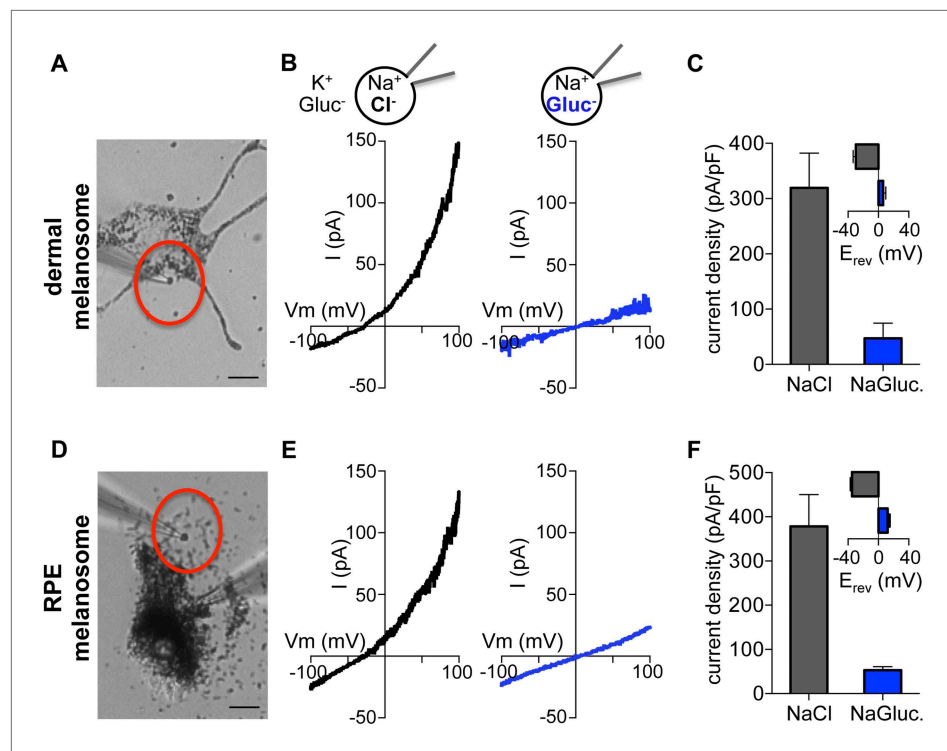 A
dermal
melanosome
B
K+
Gluc-
Na+
Cl-
Na+
Gluc-
150
100
50
-50
I (pA)
Vm (mV)
-100
100
150
100
50
-50
I (pA)
Vm (mV)
-100
100
C
current density (pA/pF)
400
300
200
100
0
NaCl
NaGluc.
-40
0
40
Erev (mV)
D
RPE
melanosome
E
150
100
50
-50
I (pA)
Vm (mV)
-100
100
150
100
50
-50
I (pA)
Vm (mV)
-100
100
F
current density (pA/pF)
500
400
300
200
100
0
NaCl
NaGluc.
-40
0
40
Erev (mV)